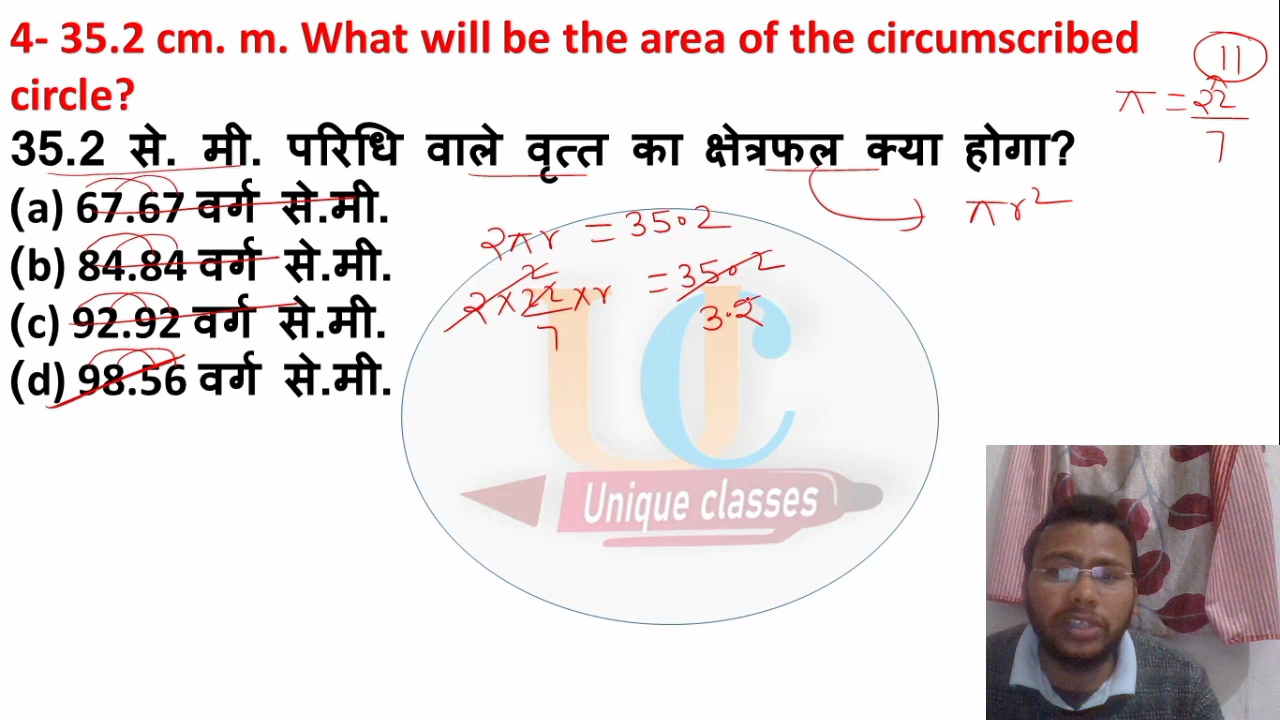 4- 35.2 cm. m. What will be the area of the circumscribed
circle?
35.2 से. मी. परिधि वाले वृत्त का क्षेत्रफल क्या होगा?
(a) 67.67 वर्ग से.मी.
(b) 84.84 वर्ग से.मी.
(c) 92.92 वर्ग से.मी.
(d) 98.56 वर्ग से.मी.
11
π = 22
7
πr²
2πr = 35.2
2
2 × 22 × r = 35.2
7
3.2
UC
Unique classes